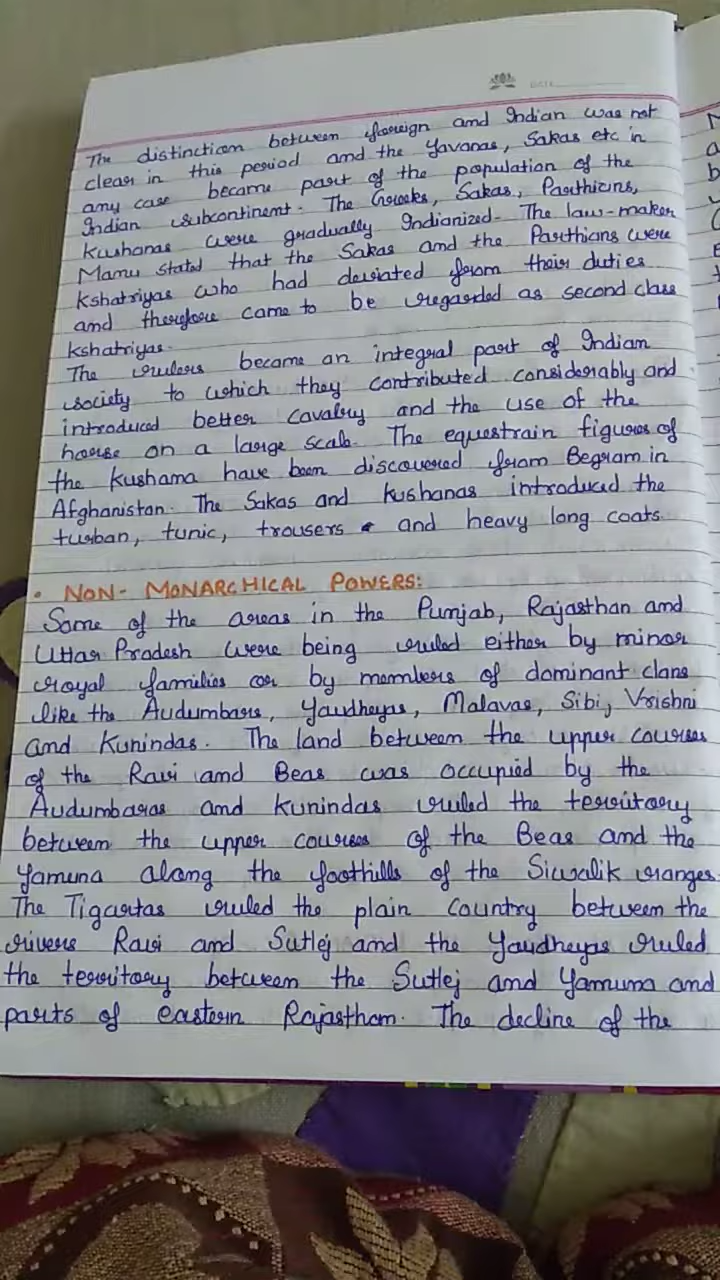 DATE
The distinction between foreign and Indian was not
clear in this period and the Yavanas, Sakas etc in
any case became part of the population of the
Indian subcontinent. The Greeks, Sakas, Parthians,
Kushanas were gradually Indianized. The law-maker
Manu stated that the Sakas and the Parthians were
Kshatriyas who had deviated from their duties
and therefore came to be regarded as second class
kshatriyas.
The rulers became an integral part of Indian
society to which they contributed considerably and
introduced better cavalry and the use of the
horse on a large scale. The equestrain figures of
the kushama have been discovered from Begram in
Afghanistan. The Sakas and kushanas introduced the
turban, tunic, trousers and heavy long coats.
• NON-MONARCHICAL POWERS:
Some of the areas in the Punjab, Rajasthan and
Uttar Pradesh were being ruled either by minor
royal families or by members of dominant clans
like the Audumbars, Yaudheyas, Malavas, Sibi, Vrishni
and Kunindas. The land between the upper courses
of the Ravi and Beas was occupied by the
Audumbaras and Kunindas ruled the territory
between the upper courses of the Beas and the
Yamuna along the foothills of the Siwalik ranges.
The Tigartas ruled the plain country between the
rivers Ravi and Sutlej and the Yaudheyas ruled
the territory between the Sutlej and Yamuna and
parts of eastern Rajasthan. The decline of the